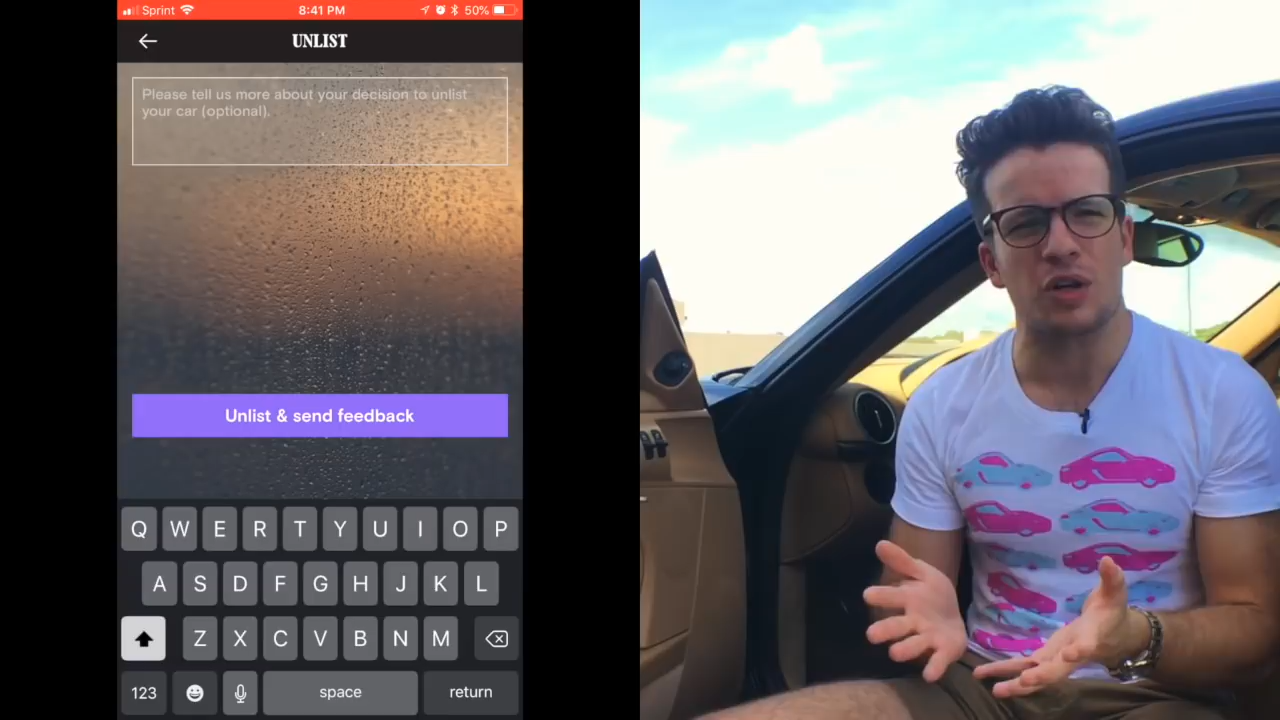 Sprint 8:41 PM 50%
UNLIST
Please tell us more about your decision to unlist
your car (optional).
Unlist & send feedback
Q W E R T Y U I O P
A S D F G H J K L
Z X C V B N M
123 space return